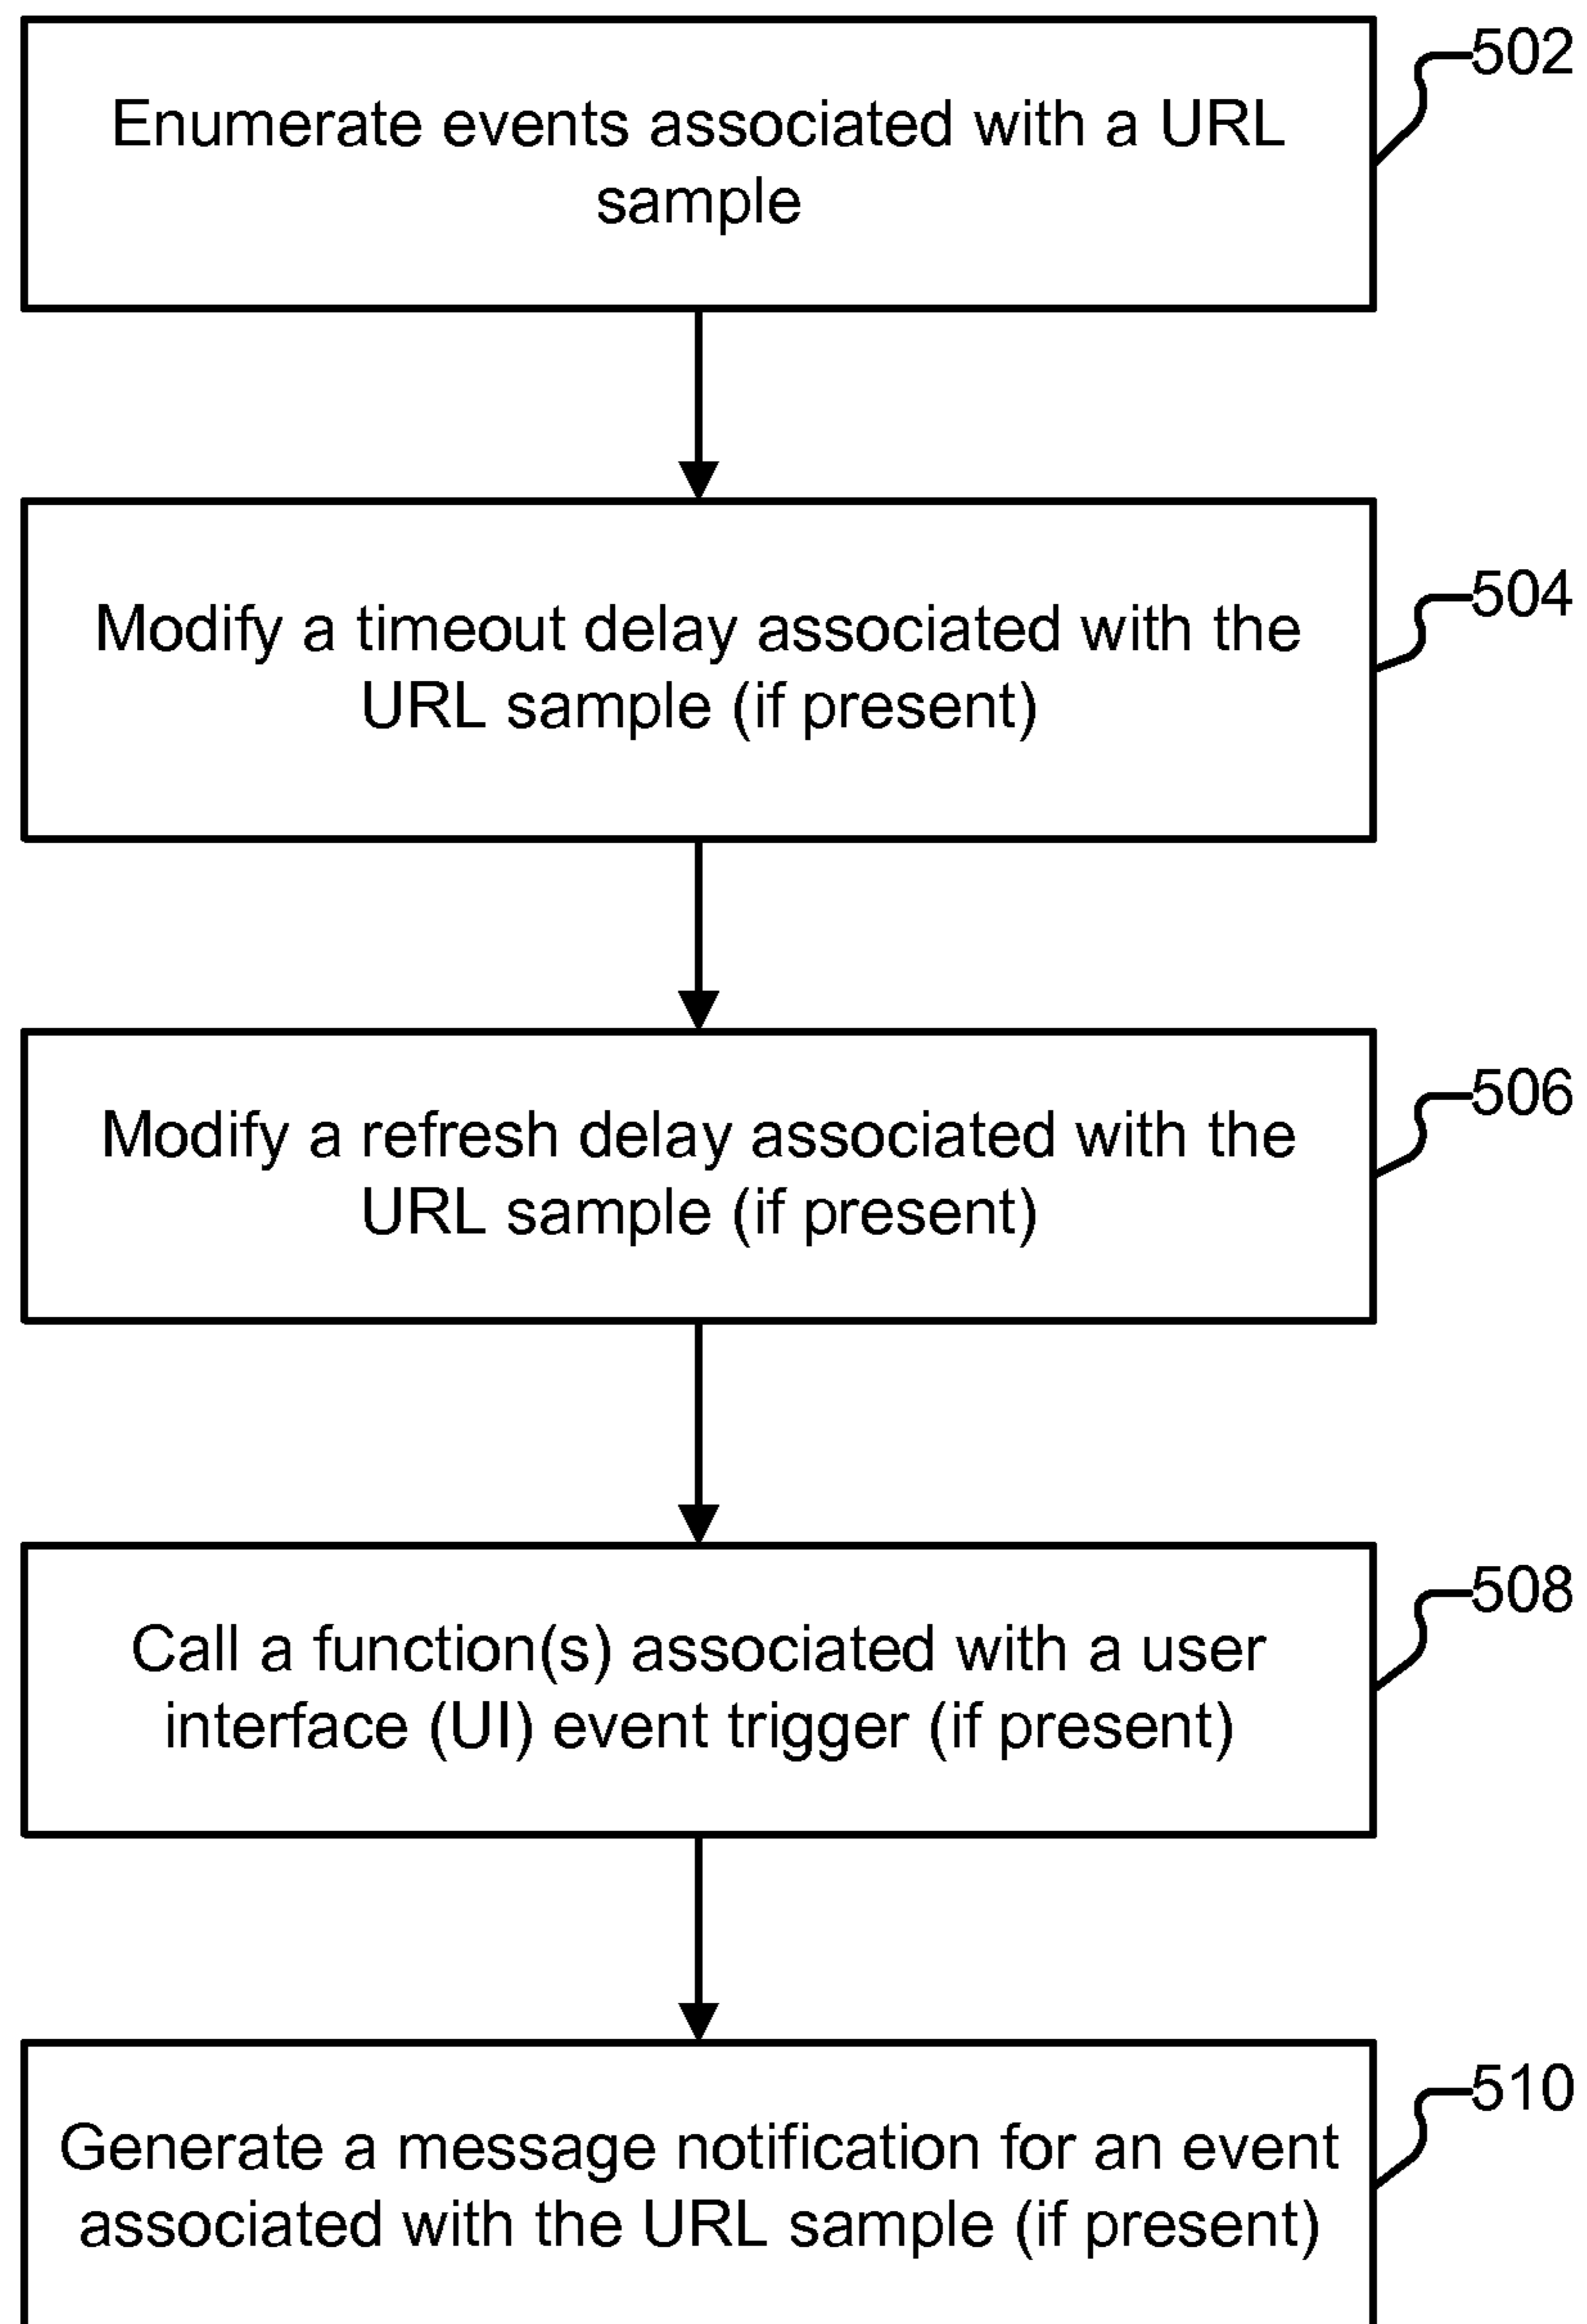 502
Enumerate events associated with a URL
sample
504
Modify a timeout delay associated with the
URL sample (if present)
506
Modify a refresh delay associated with the
URL sample (if present)
508
Call a function(s) associated with a user
interface (UI) event trigger (if present)
510
Generate a message notification for an event
associated with the URL sample (if present)